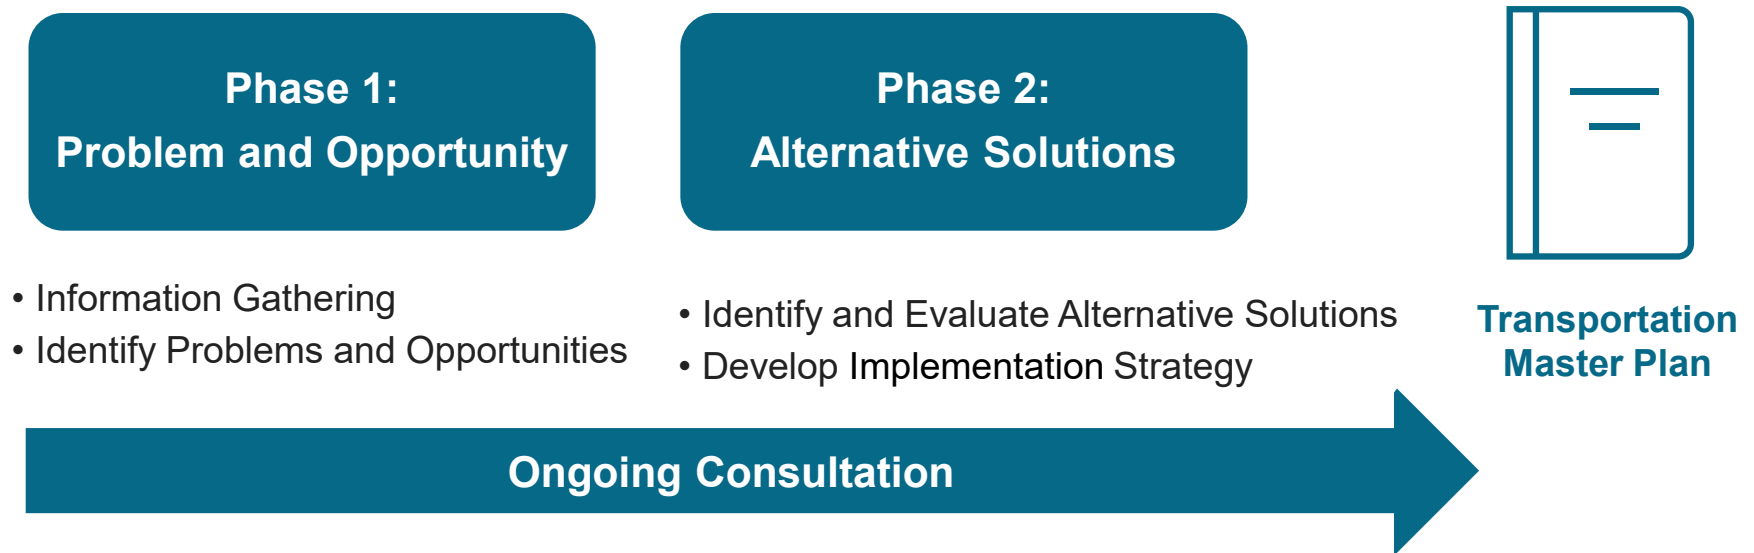 Phase 1:
Problem and Opportunity
• Information Gathering
• Identify Problems and Opportunities
Phase 2:
Alternative Solutions
• Identify and Evaluate Alternative Solutions
• Develop Implementation Strategy
Transportation
Master Plan
Ongoing Consultation